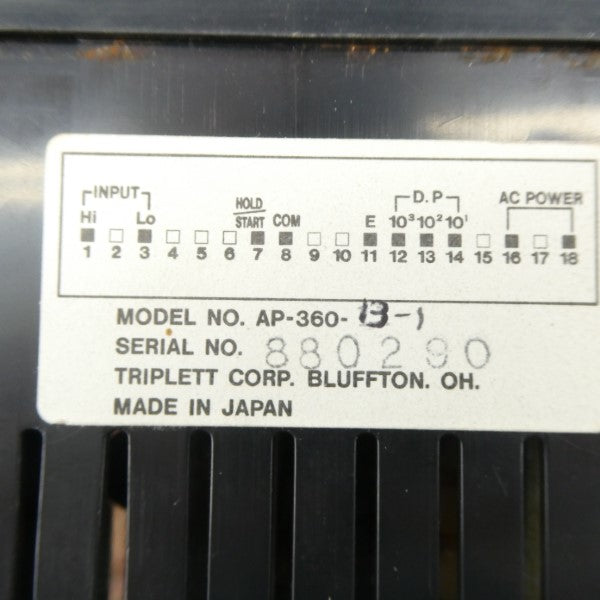 INPUT D.P AC POWER
Hi Lo HOLD/START COM E 10³ 10² 10¹
1 2 3 4 5 6 7 8 9 10 11 12 13 14 15 16 17 18
MODEL NO. AP-360-13-1
SERIAL NO. 880290
TRIPLETT CORP. BLUFFTON. OH.
MADE IN JAPAN